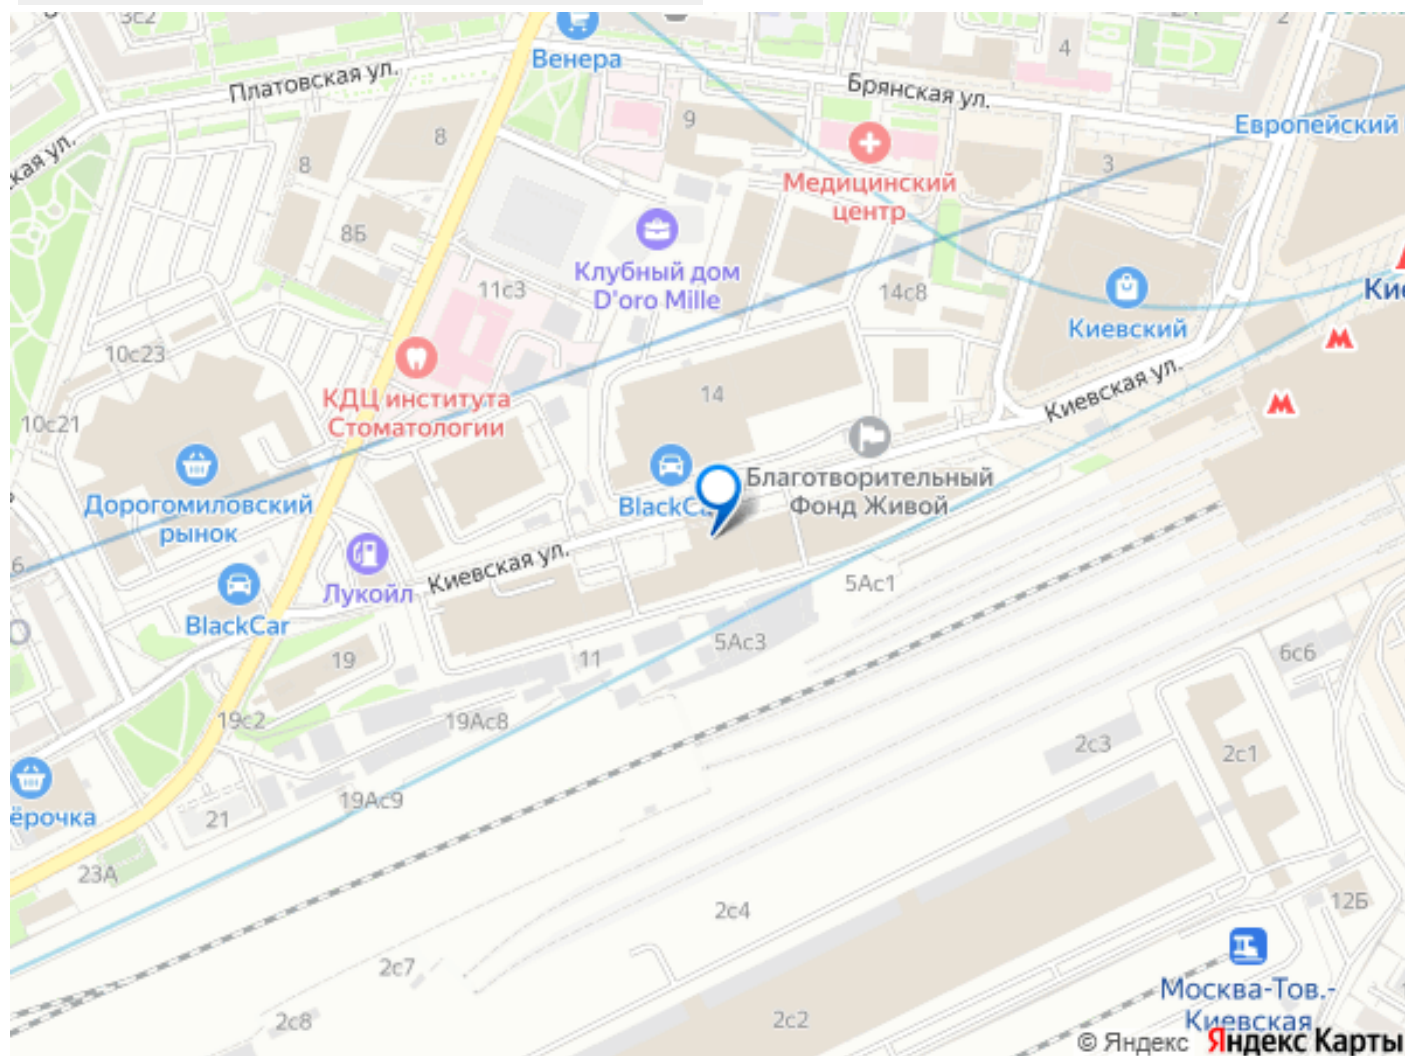 3с2
2
4
Венера
Платовская ул.
Брянская ул.
Европейский
9
8
8
3
кая ул.
Медицинский
центр
8Б
Клубный дом
D'oro Mille
11с3
14с8
Ки
Киевский
10с23
14
КДЦ института
Стоматологии
Киевская ул.
10с21
Благотворительный
Фонд Живой
BlackCa
Дорогомиловский
рынок
Киевская ул.
6
Лукойл
5Ас1
BlackCar
5Ас3
11
19
6с6
19с2
19Ас8
2с3
2с1
19Ас9
ёрочка
21
23А
2с4
12Б
2с7
Москва-Тов.-
Киевская
2с8
2с2
© Яндекс Яндекс Карты